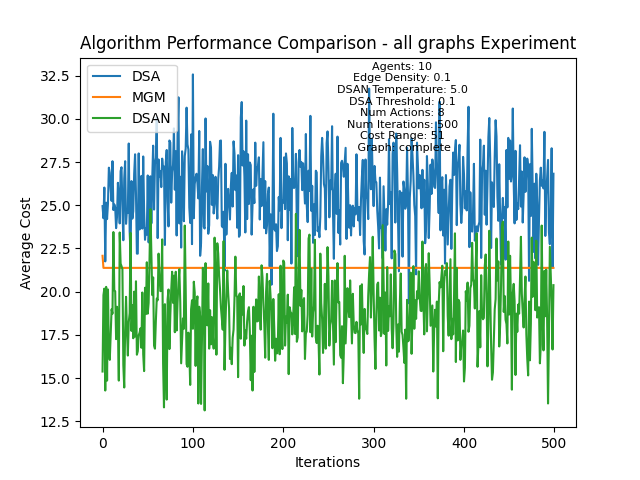 Algorithm Performance Comparison - all graphs Experiment
DSA
MGM
DSAN
Agents: 10
Edge Density: 0.1
DSAN Temperature: 5.0
DSA Threshold: 0.1
Num Actions: 8
Num Iterations: 500
Cost Range: 51
Graph: complete
Average Cost
32.5
30.0
27.5
25.0
22.5
20.0
17.5
15.0
12.5
0 100 200 300 400 500
Iterations